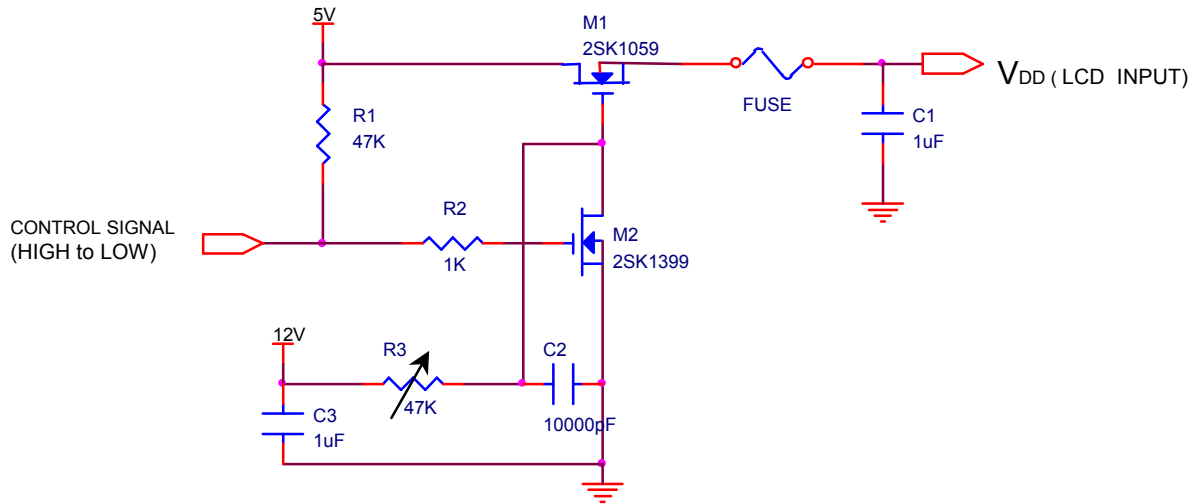 5V
M1
2SK1059
FUSE
VDD ( LCD  INPUT)
R1
47K
C1
1uF
CONTROL SIGNAL
(HIGH to LOW)
R2
1K
M2
2SK1399
12V
R3
47K
C2
10000pF
C3
1uF